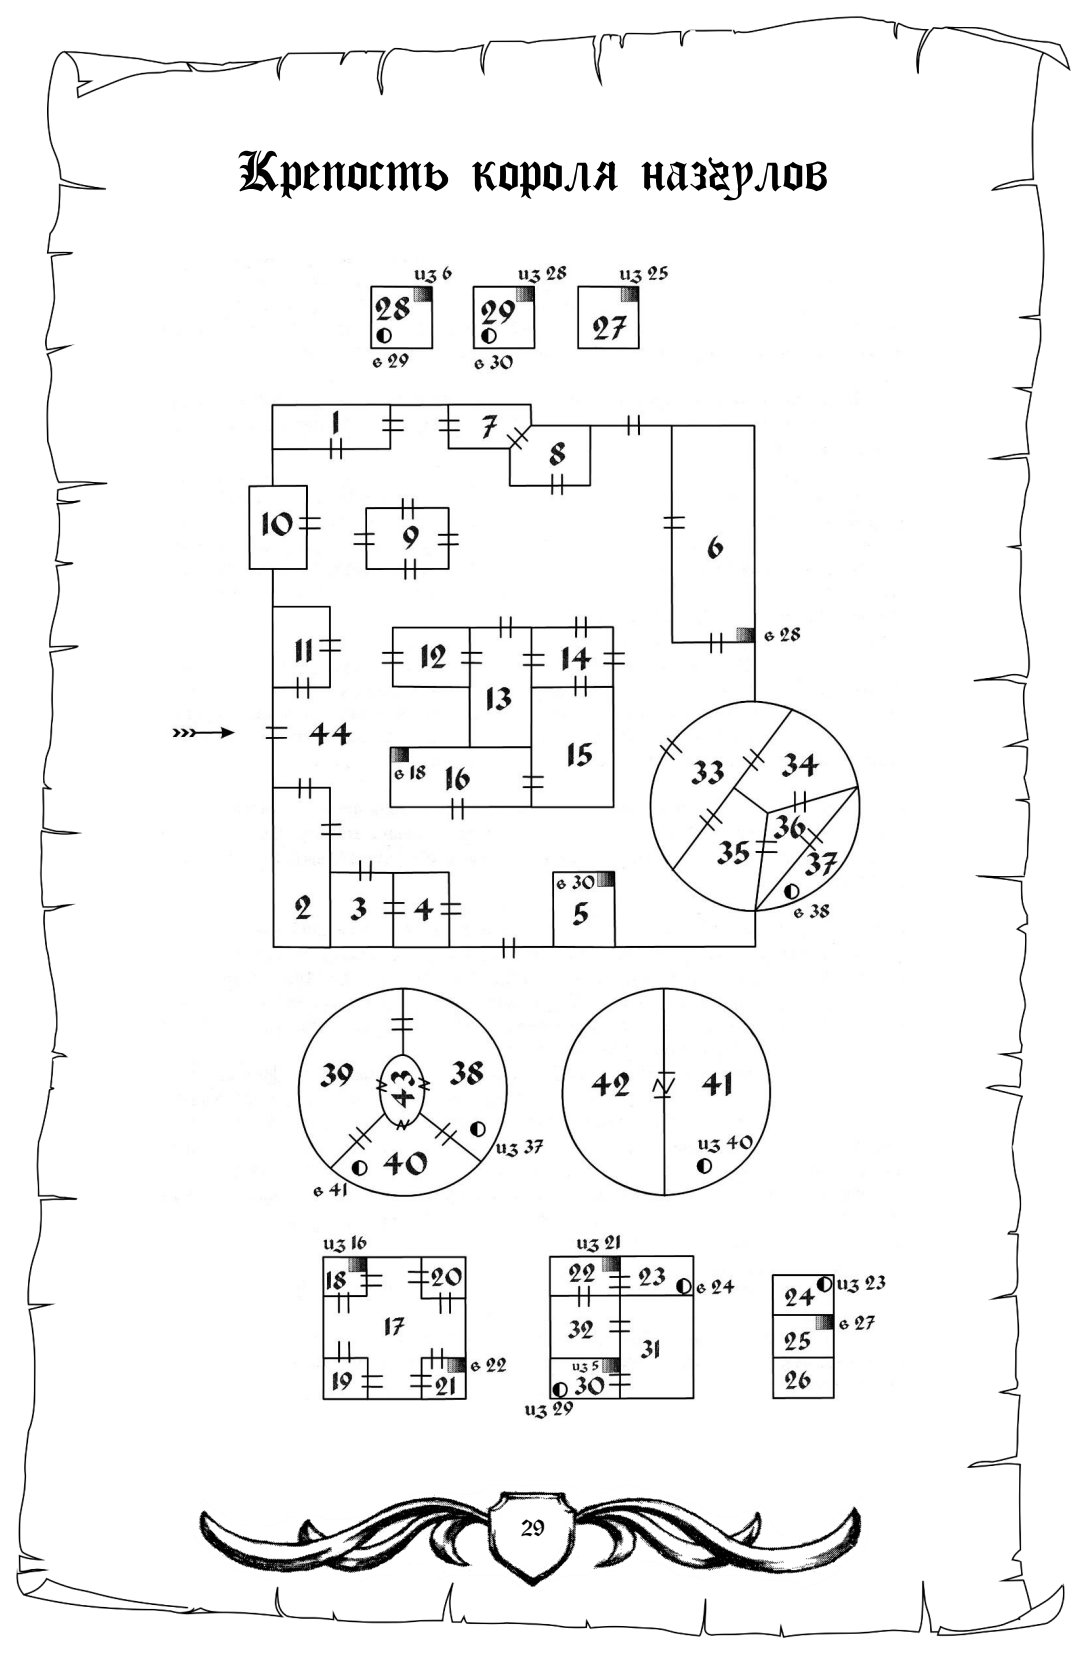 Крепость короля назгулов
из 6 из 28 из 25
28 29 27
в 29 в 30
1 7
8
10 9 6
11 12 14 в 28
13
44 15
в 18 16
33 34
36
35 37
2 3 4 в 30 5
в 38
39 43 38 42 41
40 из 37 из 40
в 41
из 16 из 21
18 20 22 23 в 24 24 из 23
17 32 31 25 в 27
19 21 в 22 из 5 30 26
из 29
29